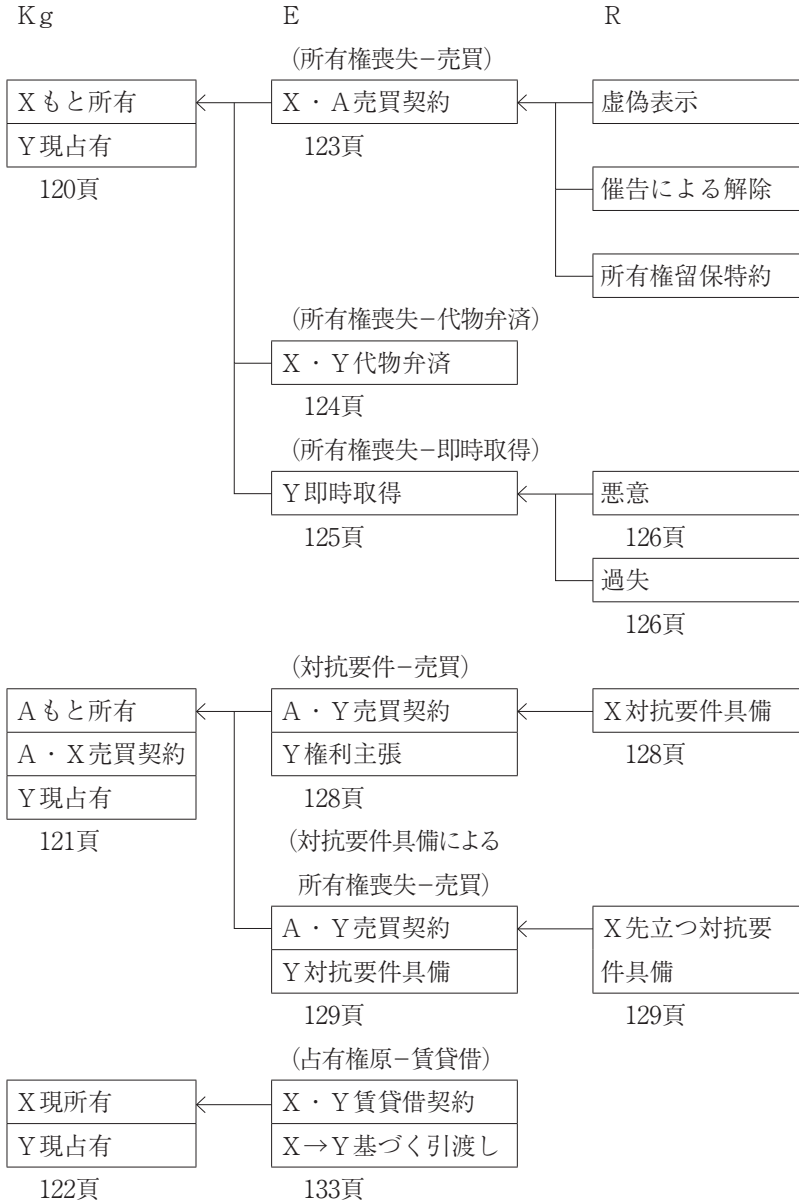 Kg E R
(所有権喪失−売買)
Xもと所有 X・A売買契約 虚偽表示
Y現占有 123頁
120頁 催告による解除
所有権留保特約
(所有権喪失−代物弁済)
X・Y代物弁済
124頁
(所有権喪失−即時取得)
Y即時取得 悪意
125頁 126頁
過失
126頁
(対抗要件−売買)
Aもと所有 A・Y売買契約 X対抗要件具備
A・X売買契約 Y権利主張 128頁
Y現占有 128頁
121頁 (対抗要件具備による
所有権喪失−売買)
A・Y売買契約 X先立つ対抗要
Y対抗要件具備 件具備
129頁 129頁
(占有権原−賃貸借)
X現所有 X・Y賃貸借契約
Y現占有 X→Y基づく引渡し
122頁 133頁